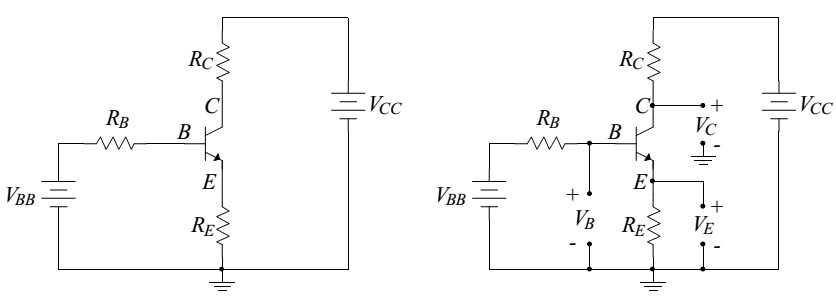 R_C
C
V_CC
R_B
B
E
V_BB
R_E
R_C
C
+
V_C
-
V_CC
R_B
B
E
+
V_B
-
V_BB
R_E
+
V_E
-